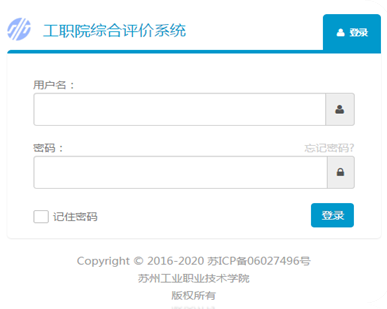 工职院综合评价系统
登录
用户名：
密码：
忘记密码?
记住密码
登录
Copyright © 2016-2020 苏ICP备06027496号
苏州工业职业技术学院
版权所有